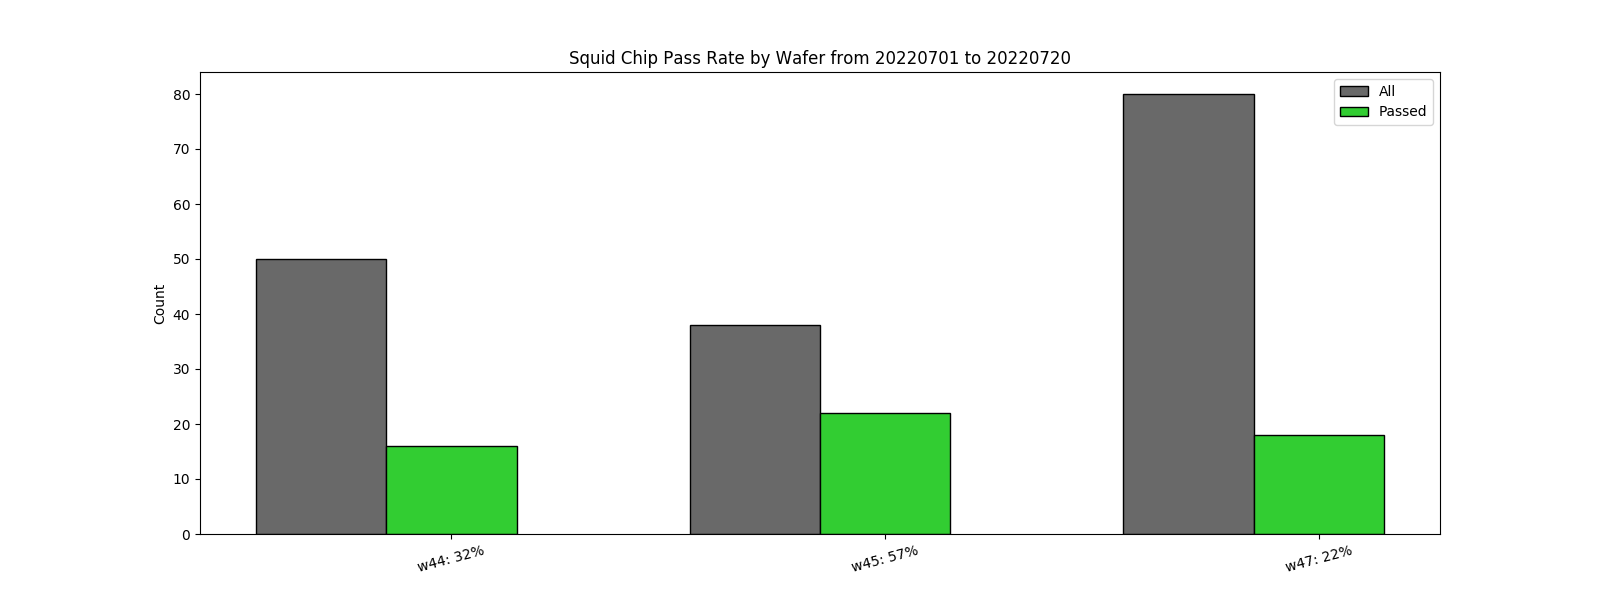 Squid Chip Pass Rate by Wafer from 20220701 to 20220720
All
Passed
Count
80
70
60
50
40
30
20
10
0
w44: 32%
w45: 57%
w47: 22%